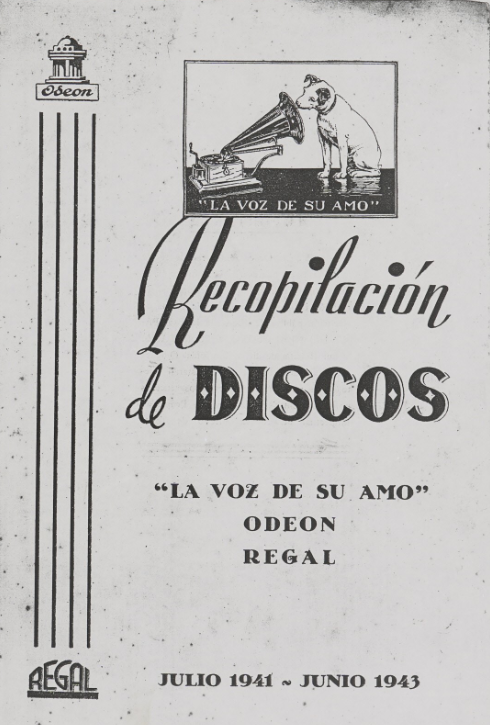 Odeon
"LA VOZ DE SU AMO"
Recopilación
de DISCOS
"LA VOZ DE SU AMO"
ODEON
REGAL
REGAL
JULIO 1941 ~ JUNIO 1943